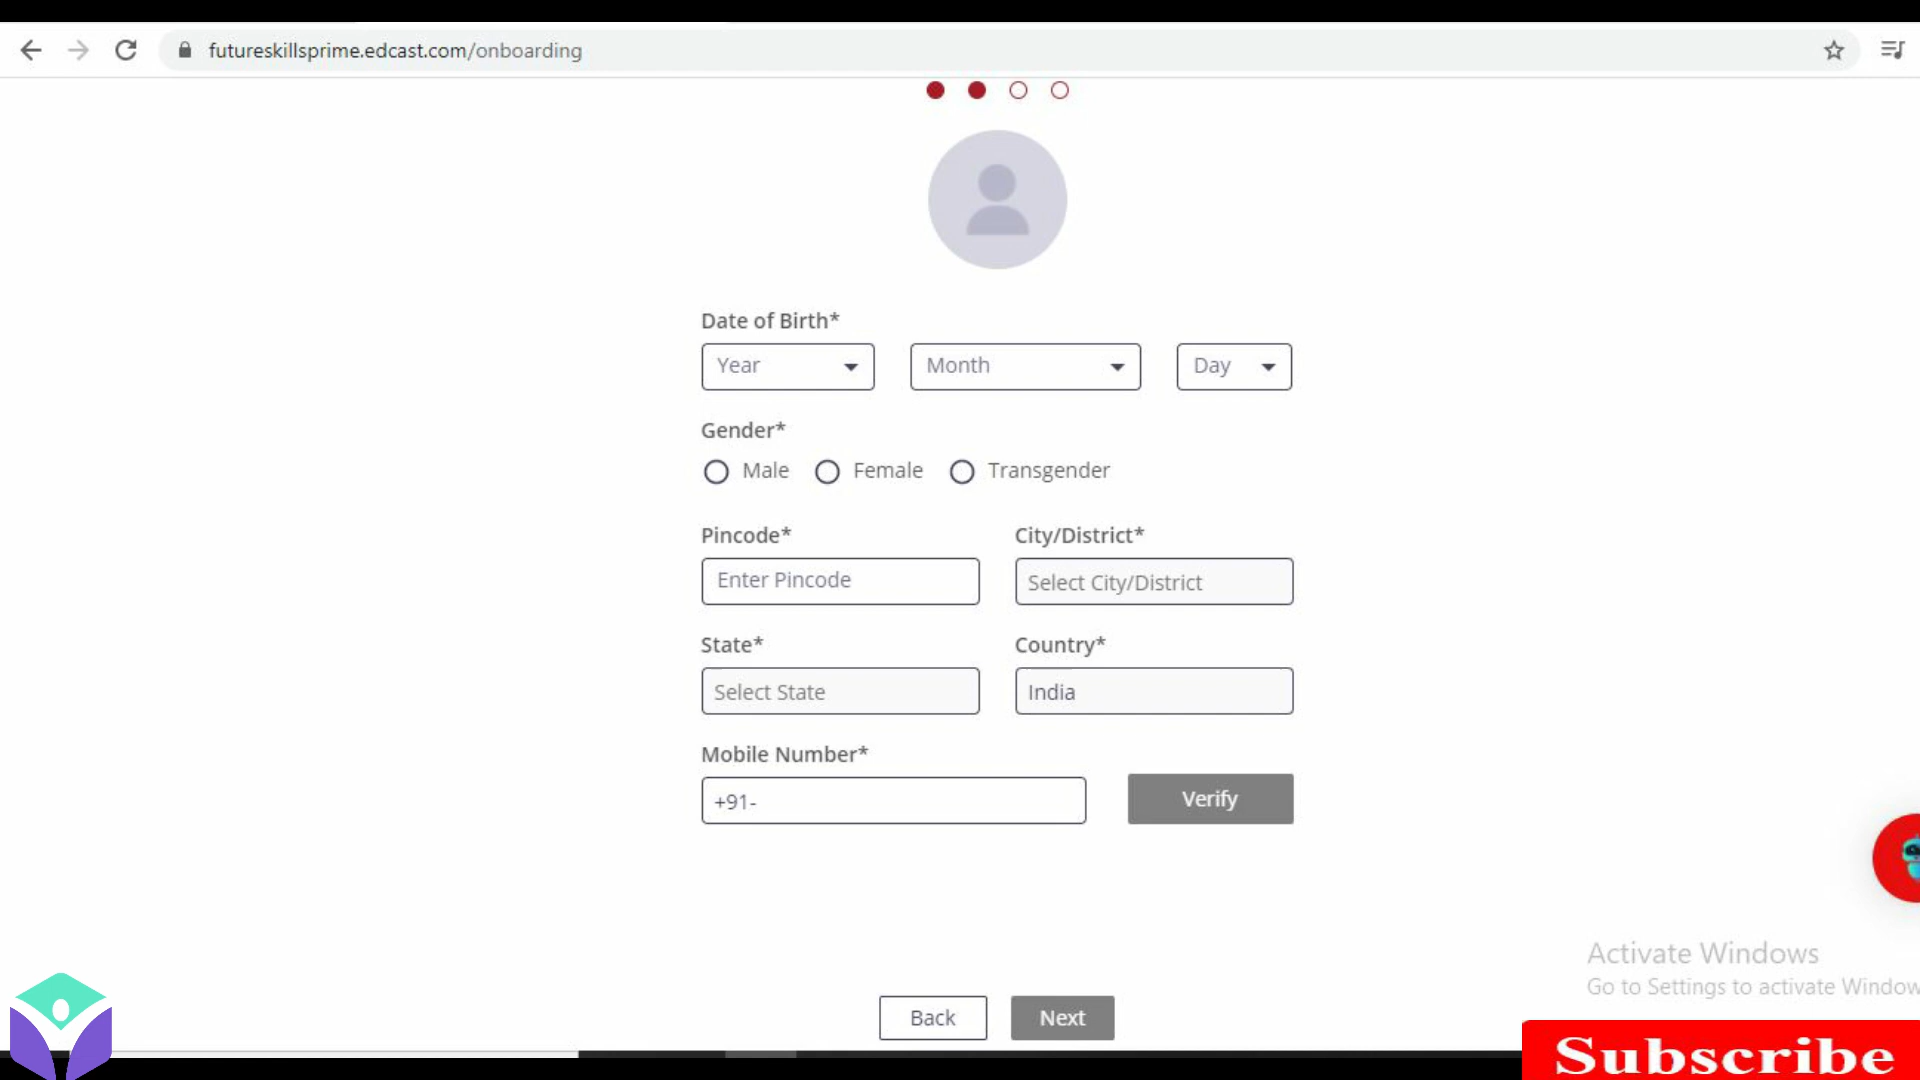 futureskillsprime.edcast.com/onboarding
Date of Birth*
Year Month Day
Gender*
Male Female Transgender
Pincode* City/District*
Enter Pincode Select City/District
State* Country*
Select State India
Mobile Number*
+91- Verify
Activate Windows
Go to Settings to activate Window
Back Next
Subscribe